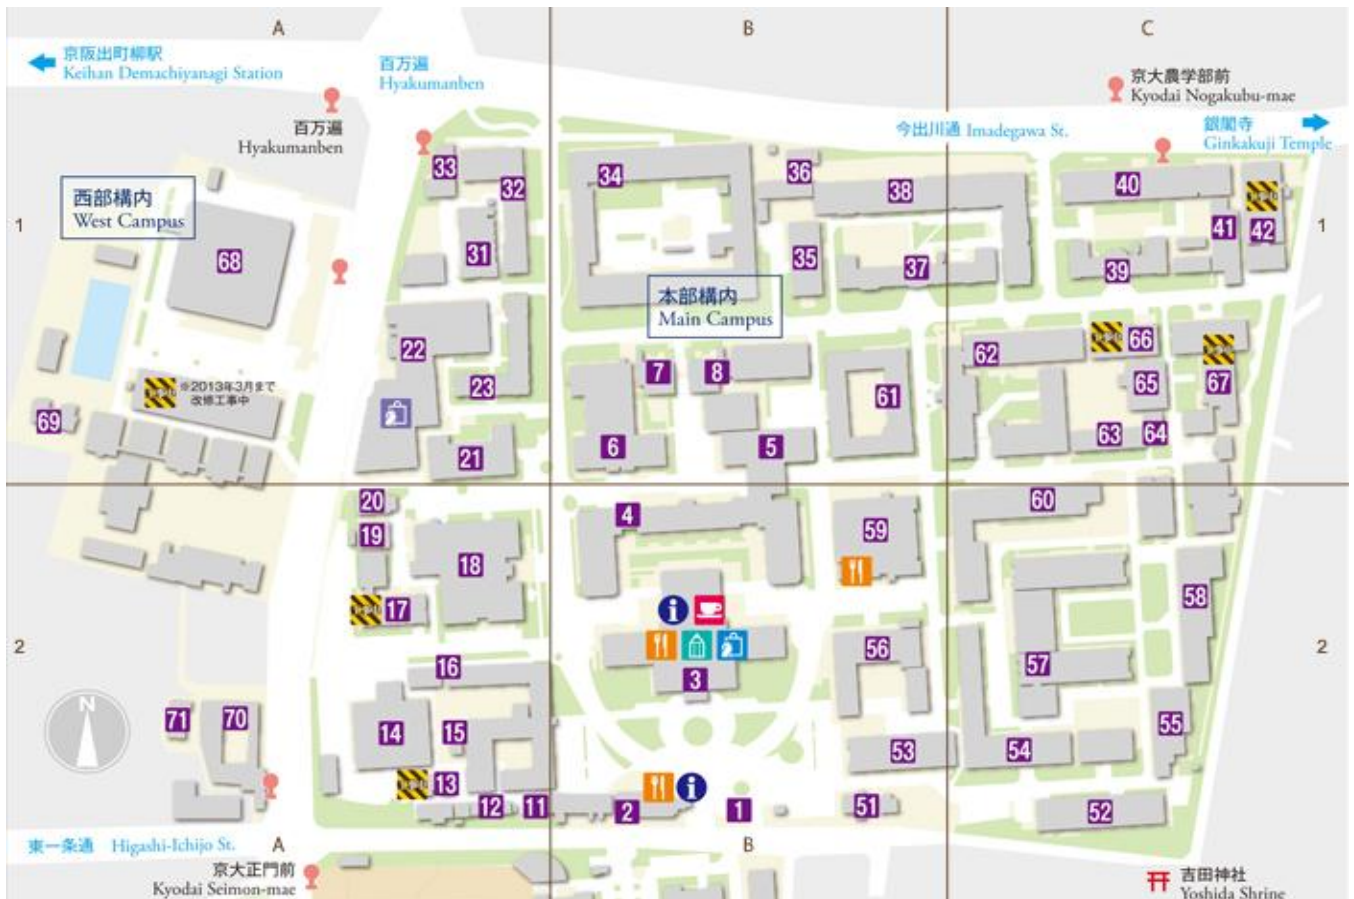 A
B
C
京阪出町柳駅
Keihan Demachiyanagi Station
百万遍
Hyakumanben
京大農学部前
Kyodai Nogakubu-mae
百万遍
Hyakumanben
今出川通 Imadegawa St.
銀閣寺
Ginkakuji Temple
西部構内
West Campus
33
32
34
36
38
40
41
42
1
1
68
31
35
37
39
本部構内
Main Campus
22
23
7
8
61
62
66
65
67
※2013年3月まで
改修工事中
69
21
6
5
63
64
20
4
60
19
18
59
17
58
2
2
16
3
56
57
71
70
14
15
53
54
55
N
13
12
11
2
1
51
52
東一条通 Higashi-Ichijo St.
A
B
京大正門前
Kyodai Seimon-mae
吉田神社
Yoshida Shrine